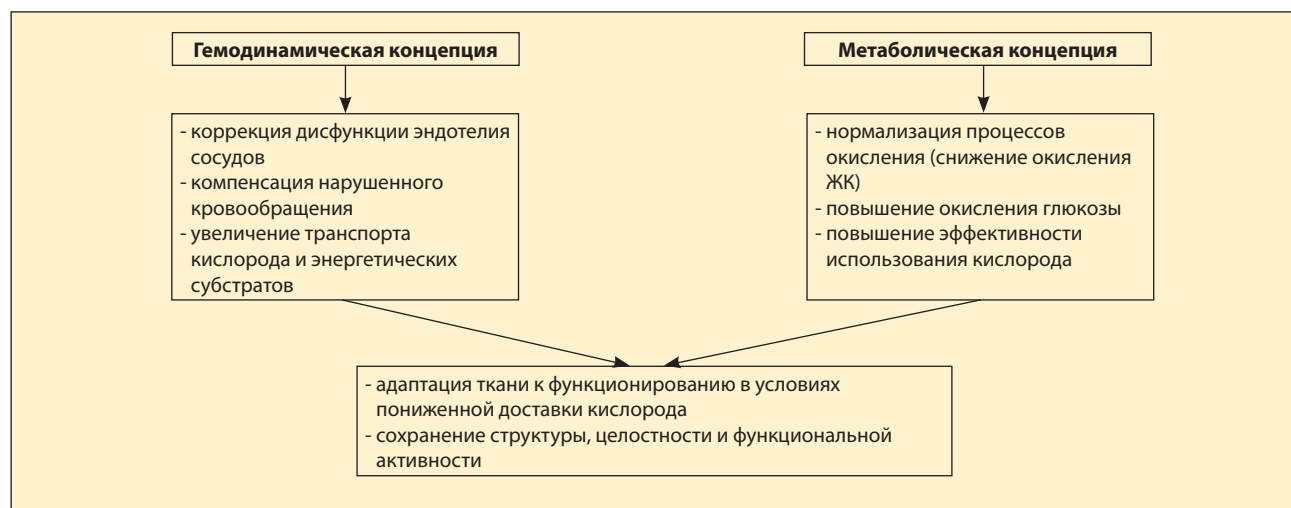 Гемодинамическая концепция
- коррекция дисфункции эндотелия
сосудов
- компенсация нарушенного
кровообращения
- увеличение транспорта
кислорода и энергетических
субстратов
Метаболическая концепция
- нормализация процессов
окисления (снижение окисления
ЖК)
- повышение окисления глюкозы
- повышение эффективности
использования кислорода
- адаптация ткани к функционированию в условиях
пониженной доставки кислорода
- сохранение структуры, целостности и функциональной
активности